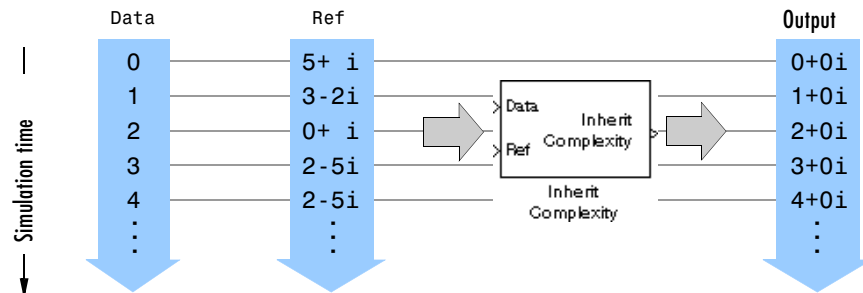 Data Ref Output
Simulation time
0 5+ i 0+0i
1 3-2i 1+0i
2 0+ i 2+0i
3 2-5i 3+0i
4 2-5i 4+0i
Data
Ref
Inherit
Complexity
Inherit
Complexity